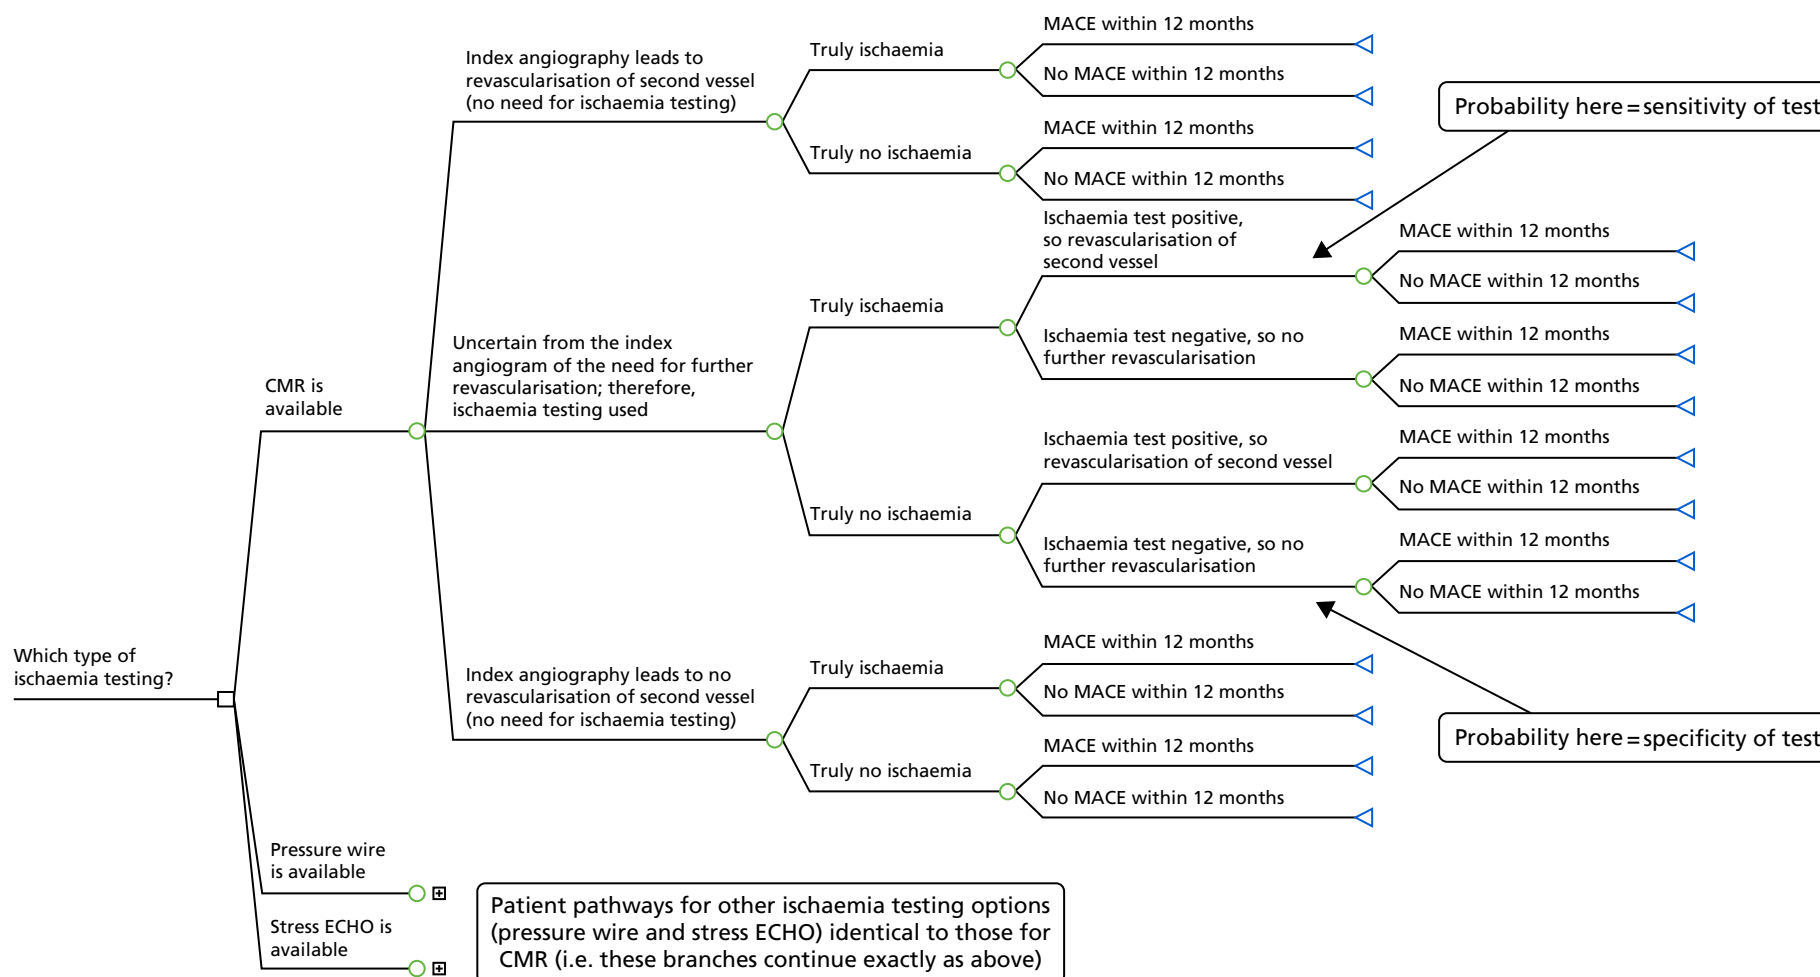 MACE within 12 months
Index angiography leads to
revascularisation of second vessel
(no need for ischaemia testing)
Truly ischaemia
No MACE within 12 months
Probability here=sensitivity of test
MACE within 12 months
Truly no ischaemia
No MACE within 12 months
Ischaemia test positive,
so revascularisation of
second vessel
MACE within 12 months
No MACE within 12 months
Truly ischaemia
Uncertain from the index
angiogram of the need for further
revascularisation; therefore,
ischaemia testing used
Ischaemia test negative, so no
further revascularisation
MACE within 12 months
No MACE within 12 months
CMR is
available
Ischaemia test positive, so
revascularisation of second vessel
MACE within 12 months
No MACE within 12 months
Truly no ischaemia
Ischaemia test negative, so no
further revascularisation
MACE within 12 months
No MACE within 12 months
Which type of
ischaemia testing?
Index angiography leads to no
revascularisation of second vessel
(no need for ischaemia testing)
Truly ischaemia
MACE within 12 months
No MACE within 12 months
Probability here=specificity of test
Truly no ischaemia
MACE within 12 months
No MACE within 12 months
Pressure wire
is available
Stress ECHO is
available
Patient pathways for other ischaemia testing options
(pressure wire and stress ECHO) identical to those for
CMR (i.e. these branches continue exactly as above)